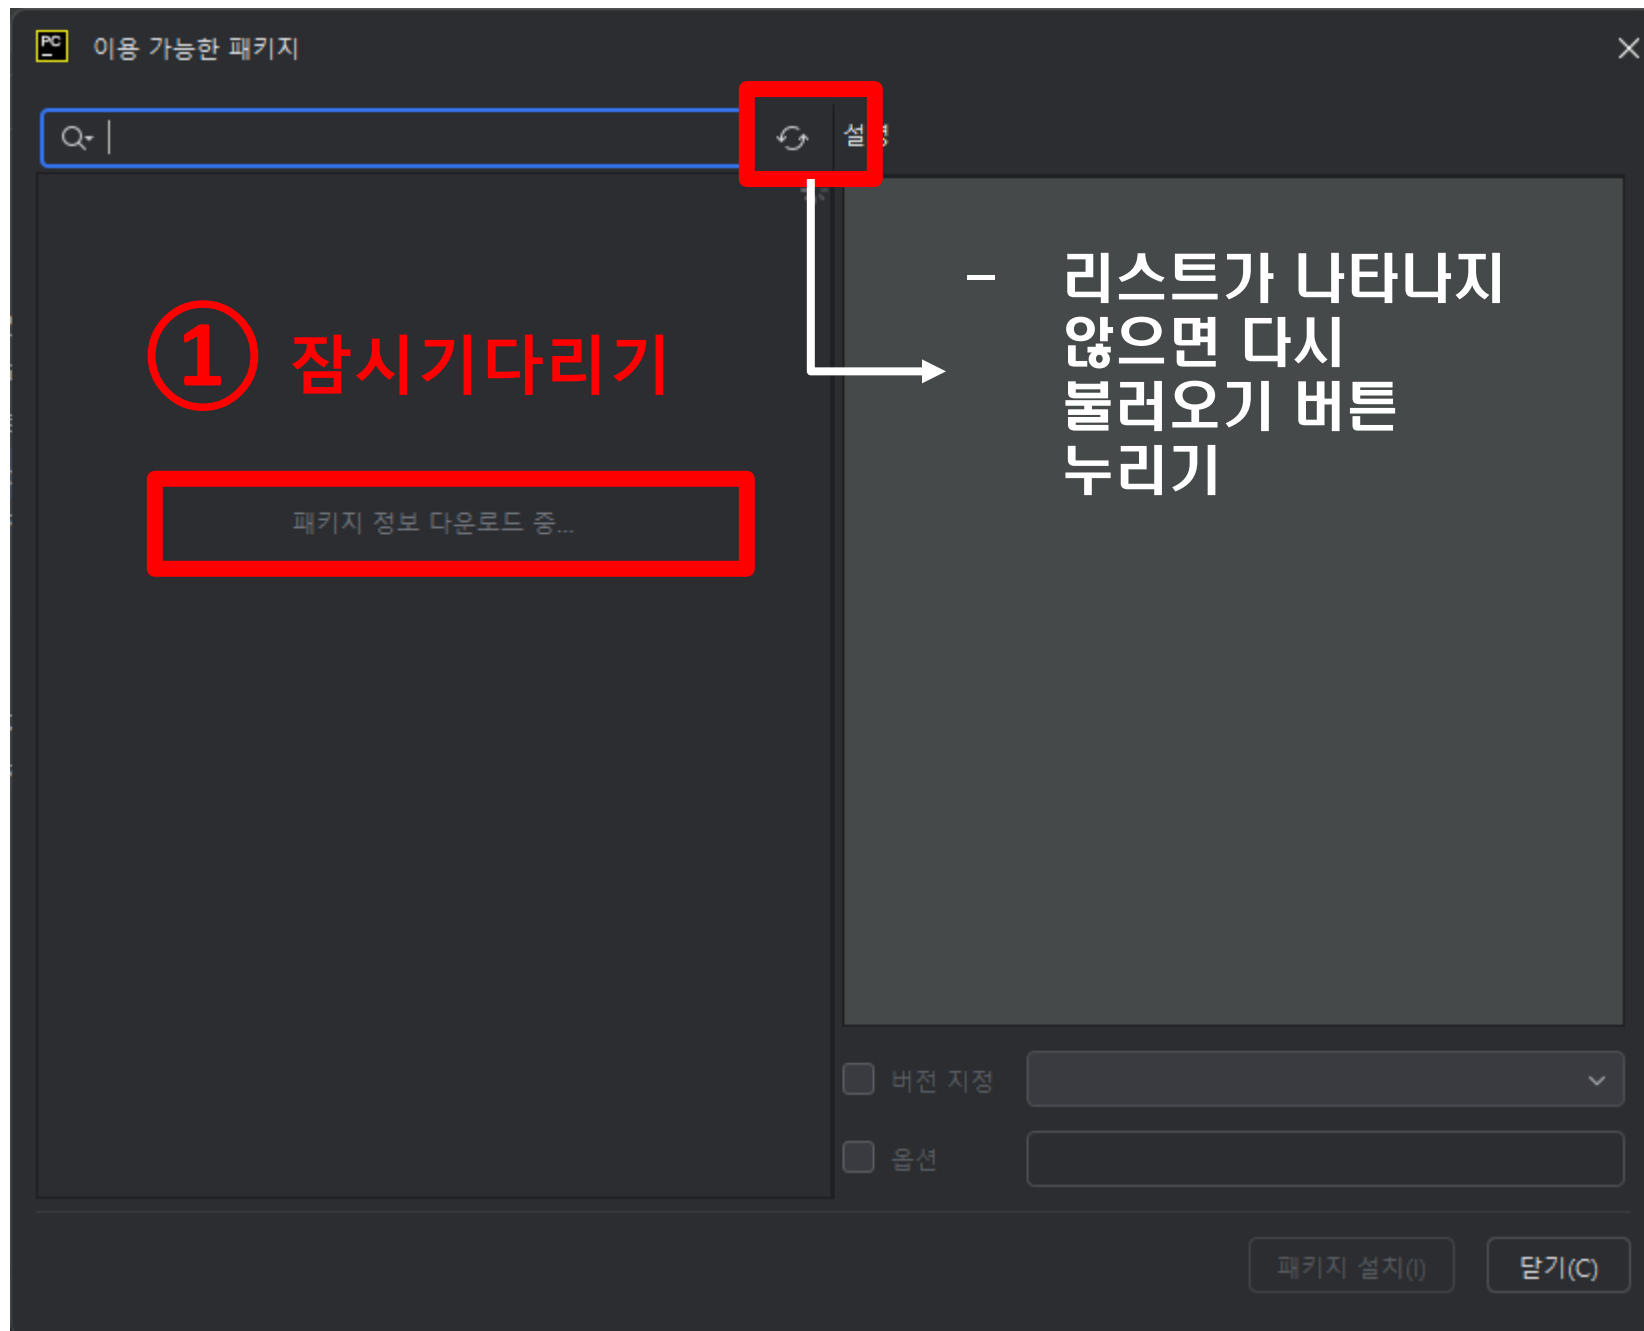 PC 이용 가능한 패키지
설명
- 리스트가 나타나지
않으면 다시
불러오기 버튼
누리기
① 잠시기다리기
패키지 정보 다운로드 중...
버전 지정
옵션
패키지 설치(I)
닫기(C)